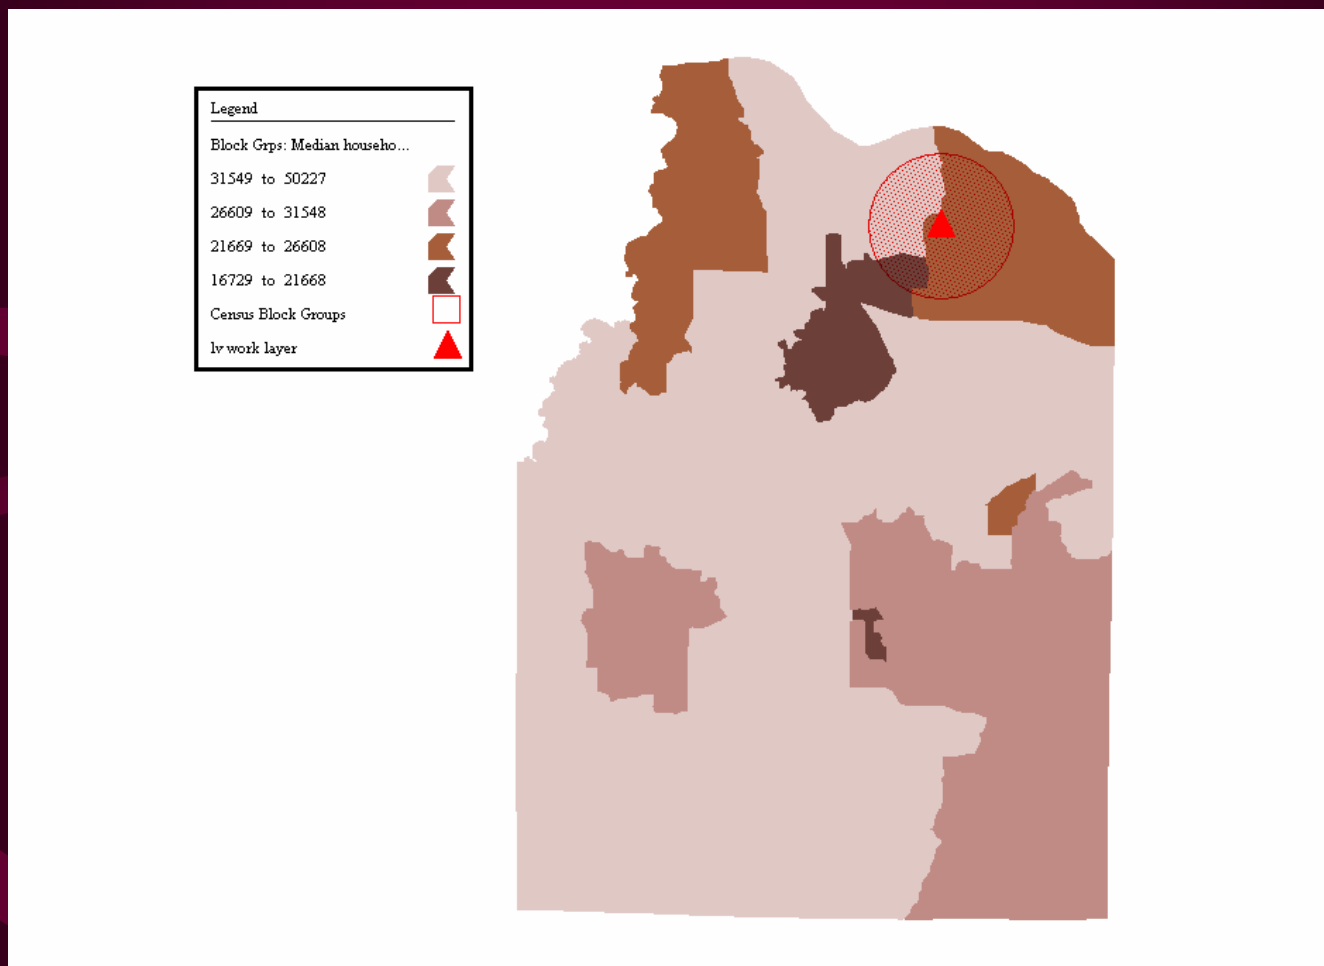 Legend
Block Grps: Median househo...
31549 to 50227
26609 to 31548
21669 to 26608
16729 to 21668
Census Block Groups
lv work layer